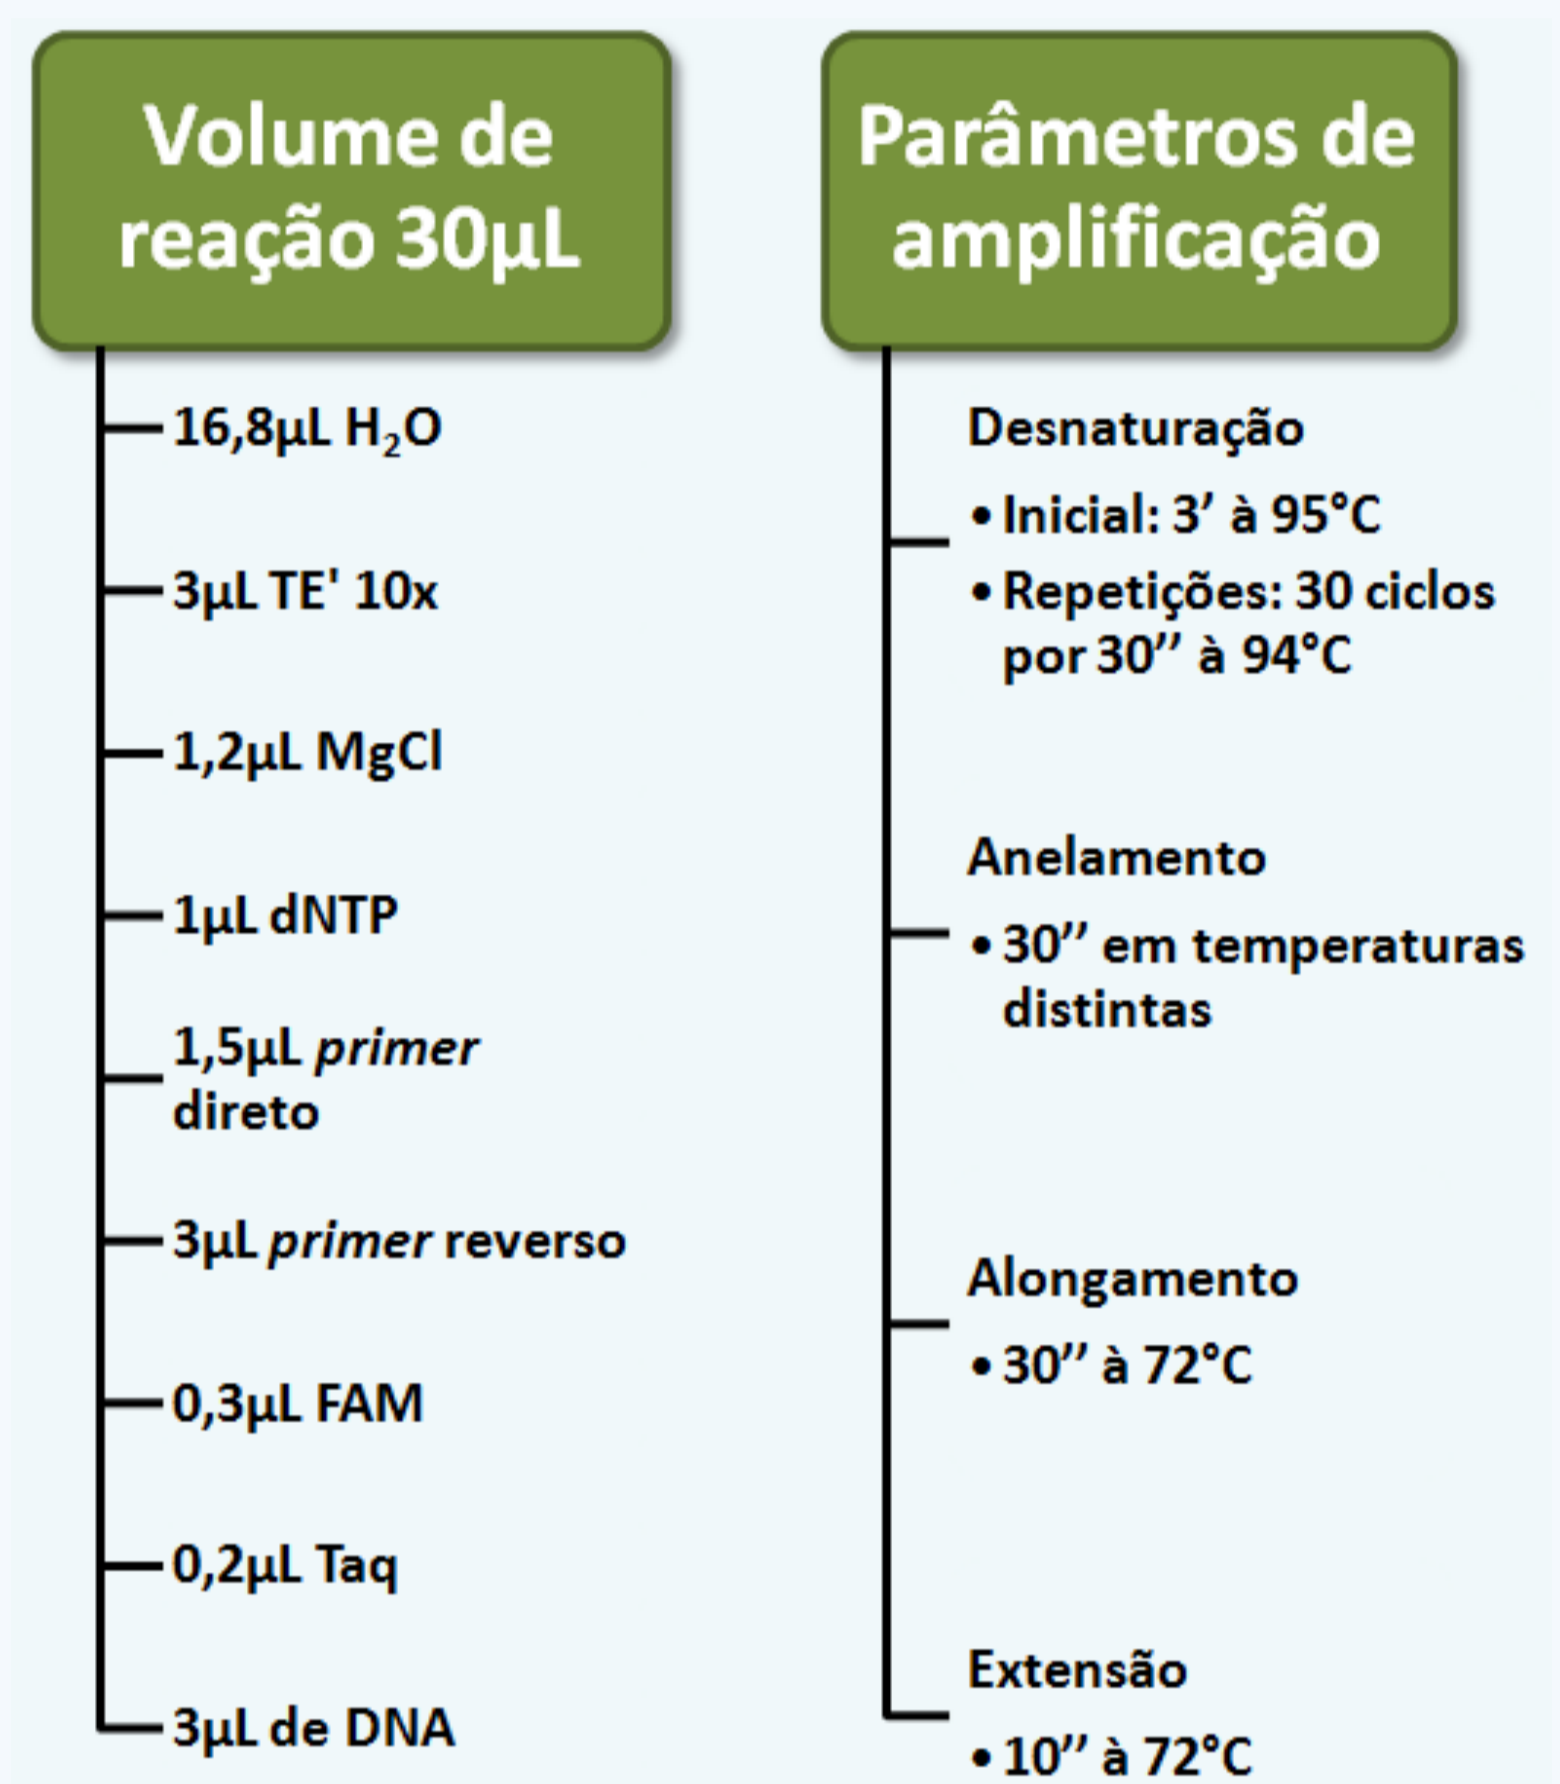 Volume de
reação 30µL
16,8µL H₂O
3µL TE' 10x
1,2µL MgCl
1µL dNTP
1,5µL primer
direto
3µL primer reverso
0,3µL FAM
0,2µL Taq
3µL de DNA
Parâmetros de
amplificação
Desnaturação
• Inicial: 3’ à 95°C
• Repetições: 30 ciclos
por 30’’ à 94°C
Anelamento
• 30’’ em temperaturas
distintas
Alongamento
• 30’’ à 72°C
Extensão
• 10’’ à 72°C